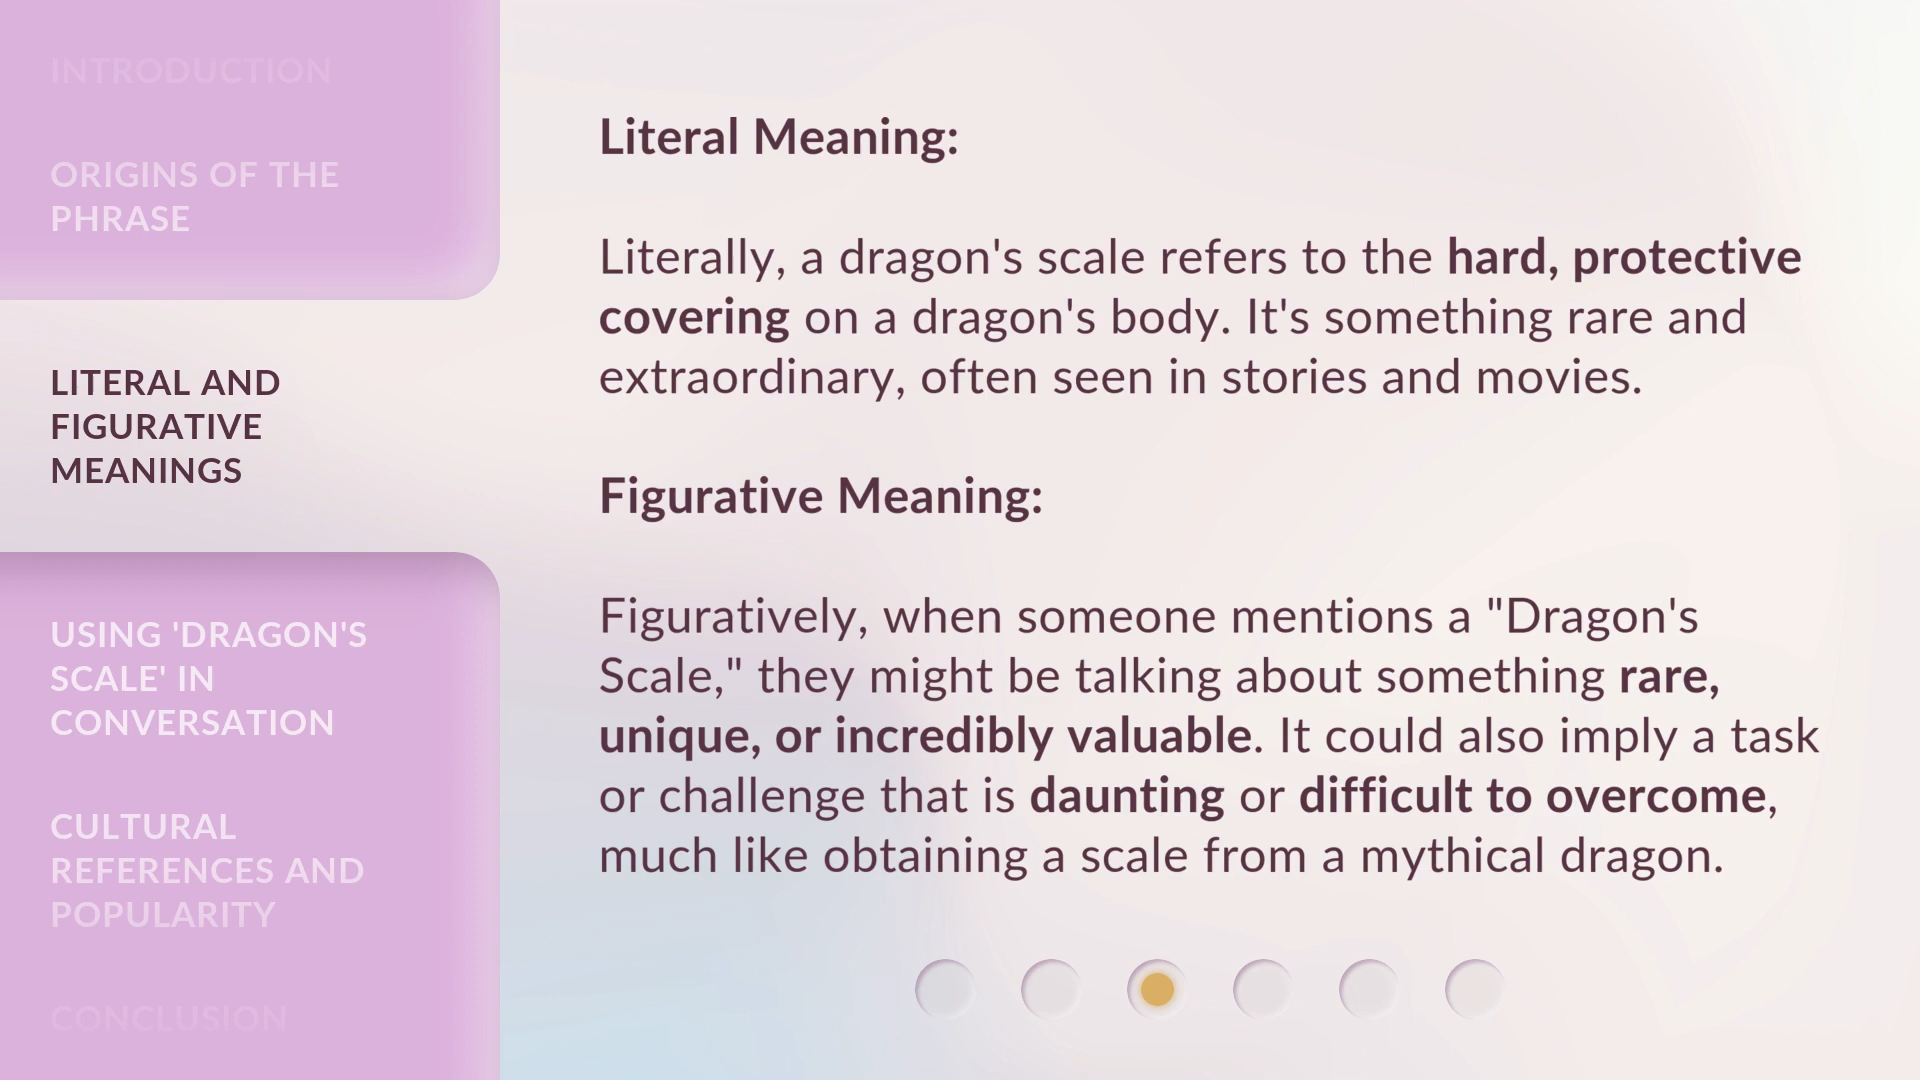 INTRODUCTION
ORIGINS OF THE
PHRASE
LITERAL AND
FIGURATIVE
MEANINGS
USING 'DRAGON'S
SCALE' IN
CONVERSATION
CULTURAL
REFERENCES AND
POPULARITY
CONCLUSION
Literal Meaning:
Literally, a dragon's scale refers to the hard, protective
covering on a dragon's body. It's something rare and
extraordinary, often seen in stories and movies.
Figurative Meaning:
Figuratively, when someone mentions a "Dragon's
Scale," they might be talking about something rare,
unique, or incredibly valuable. It could also imply a task
or challenge that is daunting or difficult to overcome,
much like obtaining a scale from a mythical dragon.